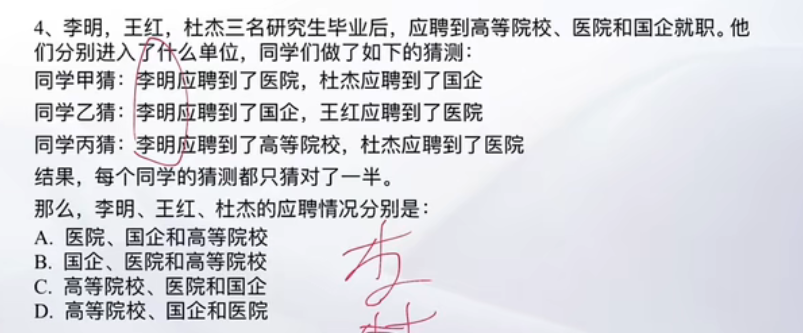 4、李明，王红，杜杰三名研究生毕业后，应聘到高等院校、医院和国企就职。他
们分别进入了什么单位，同学们做了如下的猜测：
同学甲猜：李明应聘到了医院，杜杰应聘到了国企
同学乙猜：李明应聘到了国企，王红应聘到了医院
同学丙猜：李明应聘到了高等院校，杜杰应聘到了医院
结果，每个同学的猜测都只猜对了一半。
那么，李明、王红、杜杰的应聘情况分别是：
A. 医院、国企和高等院校
B. 国企、医院和高等院校
C. 高等院校、医院和国企
D. 高等院校、国企和医院